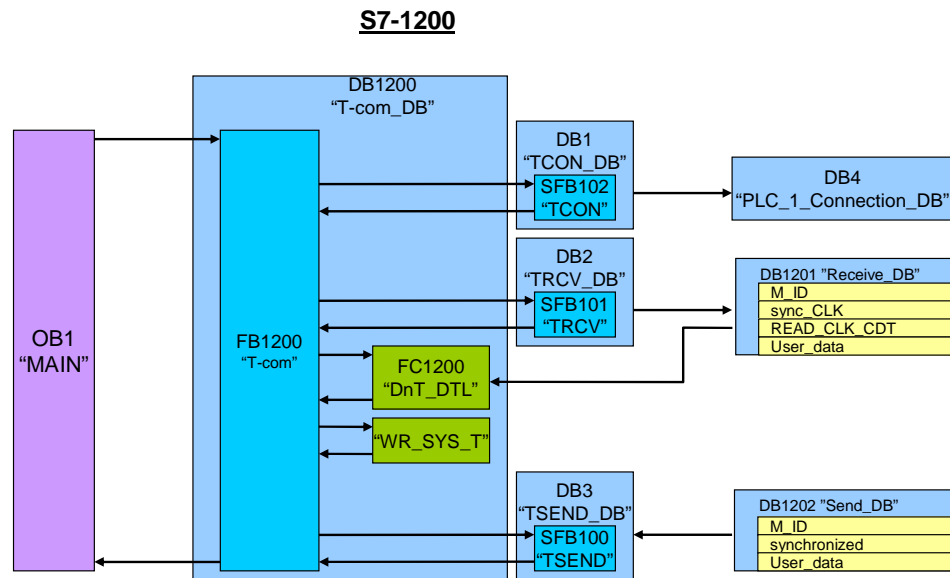 S7-1200
DB1200
“T-com_DB”
OB1
“MAIN”
FB1200
“T-com”
DB1
“TCON_DB”
SFB102
“TCON”
DB4
“PLC_1_Connection_DB”
DB2
“TRCV_DB”
SFB101
“TRCV”
DB1201 "Receive_DB”
M_ID
sync_CLK
READ_CLK_CDT
User_data
FC1200
“DnT_DTL”
“WR_SYS_T”
DB3
“TSEND_DB”
SFB100
“TSEND”
DB1202 "Send_DB”
M_ID
synchronized
User_data